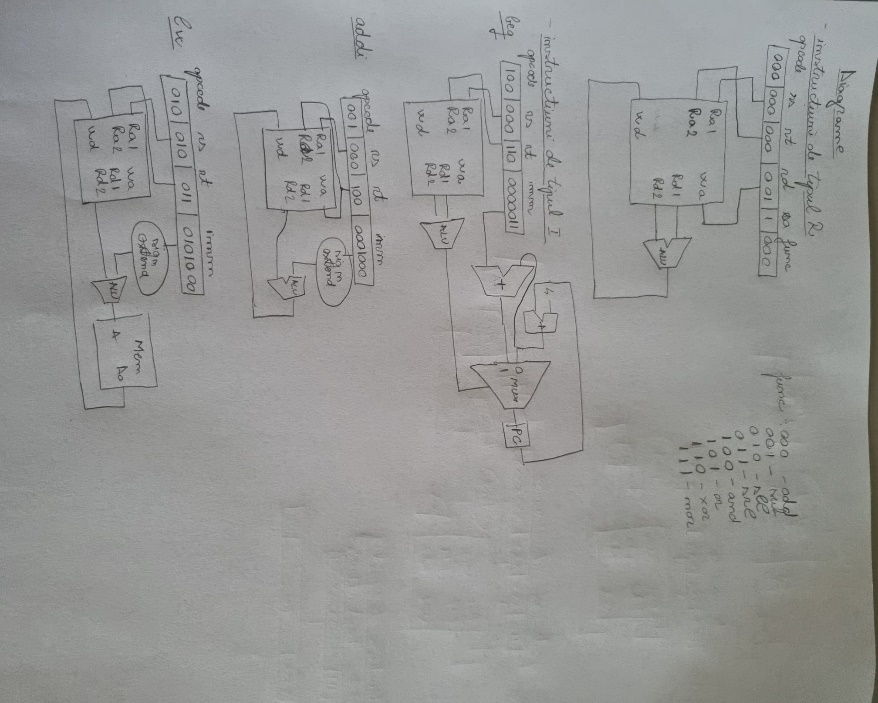 Diagrame
- instructiuni de tipul R
opcode rs rt rd sa func
000 000 000 001 1 000
Ra1 wa
Ra2
Rd1
wd Rd2
ALU
func: 000 - add
001 - sub
010 - sll
011 - srl
100 - and
101 - or
110 - xor
111 - nor
- instructiuni de tipul I
beq
opcode rs rt imm
100 000 110 0000011
Ra1 wa
Ra2 Rd1
wd Rd2
ALU
+
4
+
0
MUX
1
PC
addi
opcode rs rt imm
001 000 100 0001000
Ra1 wa
Ra2 Rd1
wd Rd2
sign
extend
ALU
lw
opcode rs rt imm
010 010 011 0101000
Ra1 wa
Ra2 Rd1
wd Rd2
sign
extend
ALU
Mem
A Do